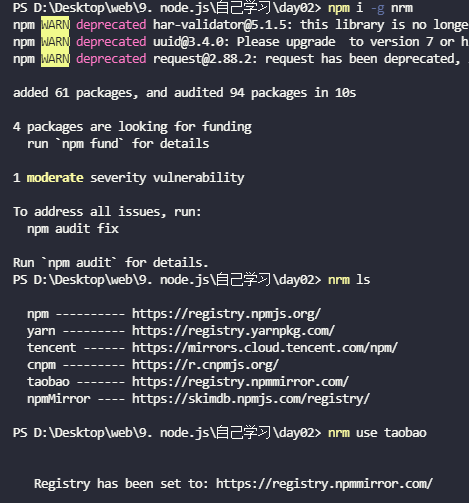 PS D:\Desktop\web\9. node.js\自己学习\day02> npm i -g nrm
npm WARN deprecated har-validator@5.1.5: this library is no longe
npm WARN deprecated uuid@3.4.0: Please upgrade  to version 7 or h
npm WARN deprecated request@2.88.2: request has been deprecated,
added 61 packages, and audited 94 packages in 10s
4 packages are looking for funding
  run `npm fund` for details
1 moderate severity vulnerability
To address all issues, run:
  npm audit fix
Run `npm audit` for details.
PS D:\Desktop\web\9. node.js\自己学习\day02> nrm ls
  npm ---------- https://registry.npmjs.org/
  yarn --------- https://registry.yarnpkg.com/
  tencent ------ https://mirrors.cloud.tencent.com/npm/
  cnpm --------- https://r.cnpmjs.org/
  taobao ------- https://registry.npmmirror.com/
  npmMirror ---- https://skimdb.npmjs.com/registry/
PS D:\Desktop\web\9. node.js\自己学习\day02> nrm use taobao
   Registry has been set to: https://registry.npmmirror.com/